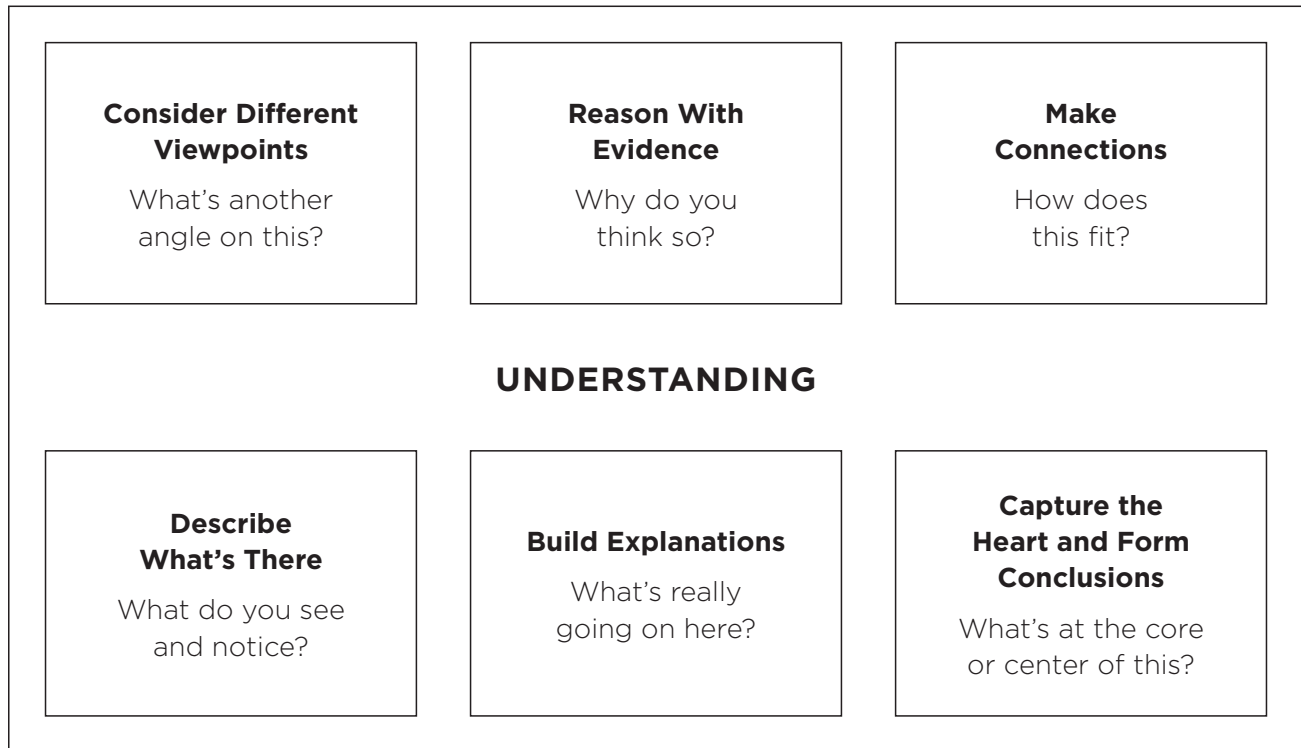 Consider Different
Viewpoints
What’s another
angle on this?
Reason With
Evidence
Why do you
think so?
Make
Connections
How does
this fit?
UNDERSTANDING
Describe
What’s There
What do you see
and notice?
Build Explanations
What’s really
going on here?
Capture the
Heart and Form
Conclusions
What’s at the core
or center of this?